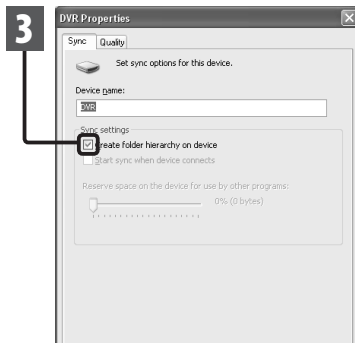 3
DVR Properties
Sync Quality
Set sync options for this device.
Device name:
DVR
Sync settings
Create folder hierarchy on device
Start sync when device connects
Reserve space on the device for use by other programs:
0% (0 bytes)